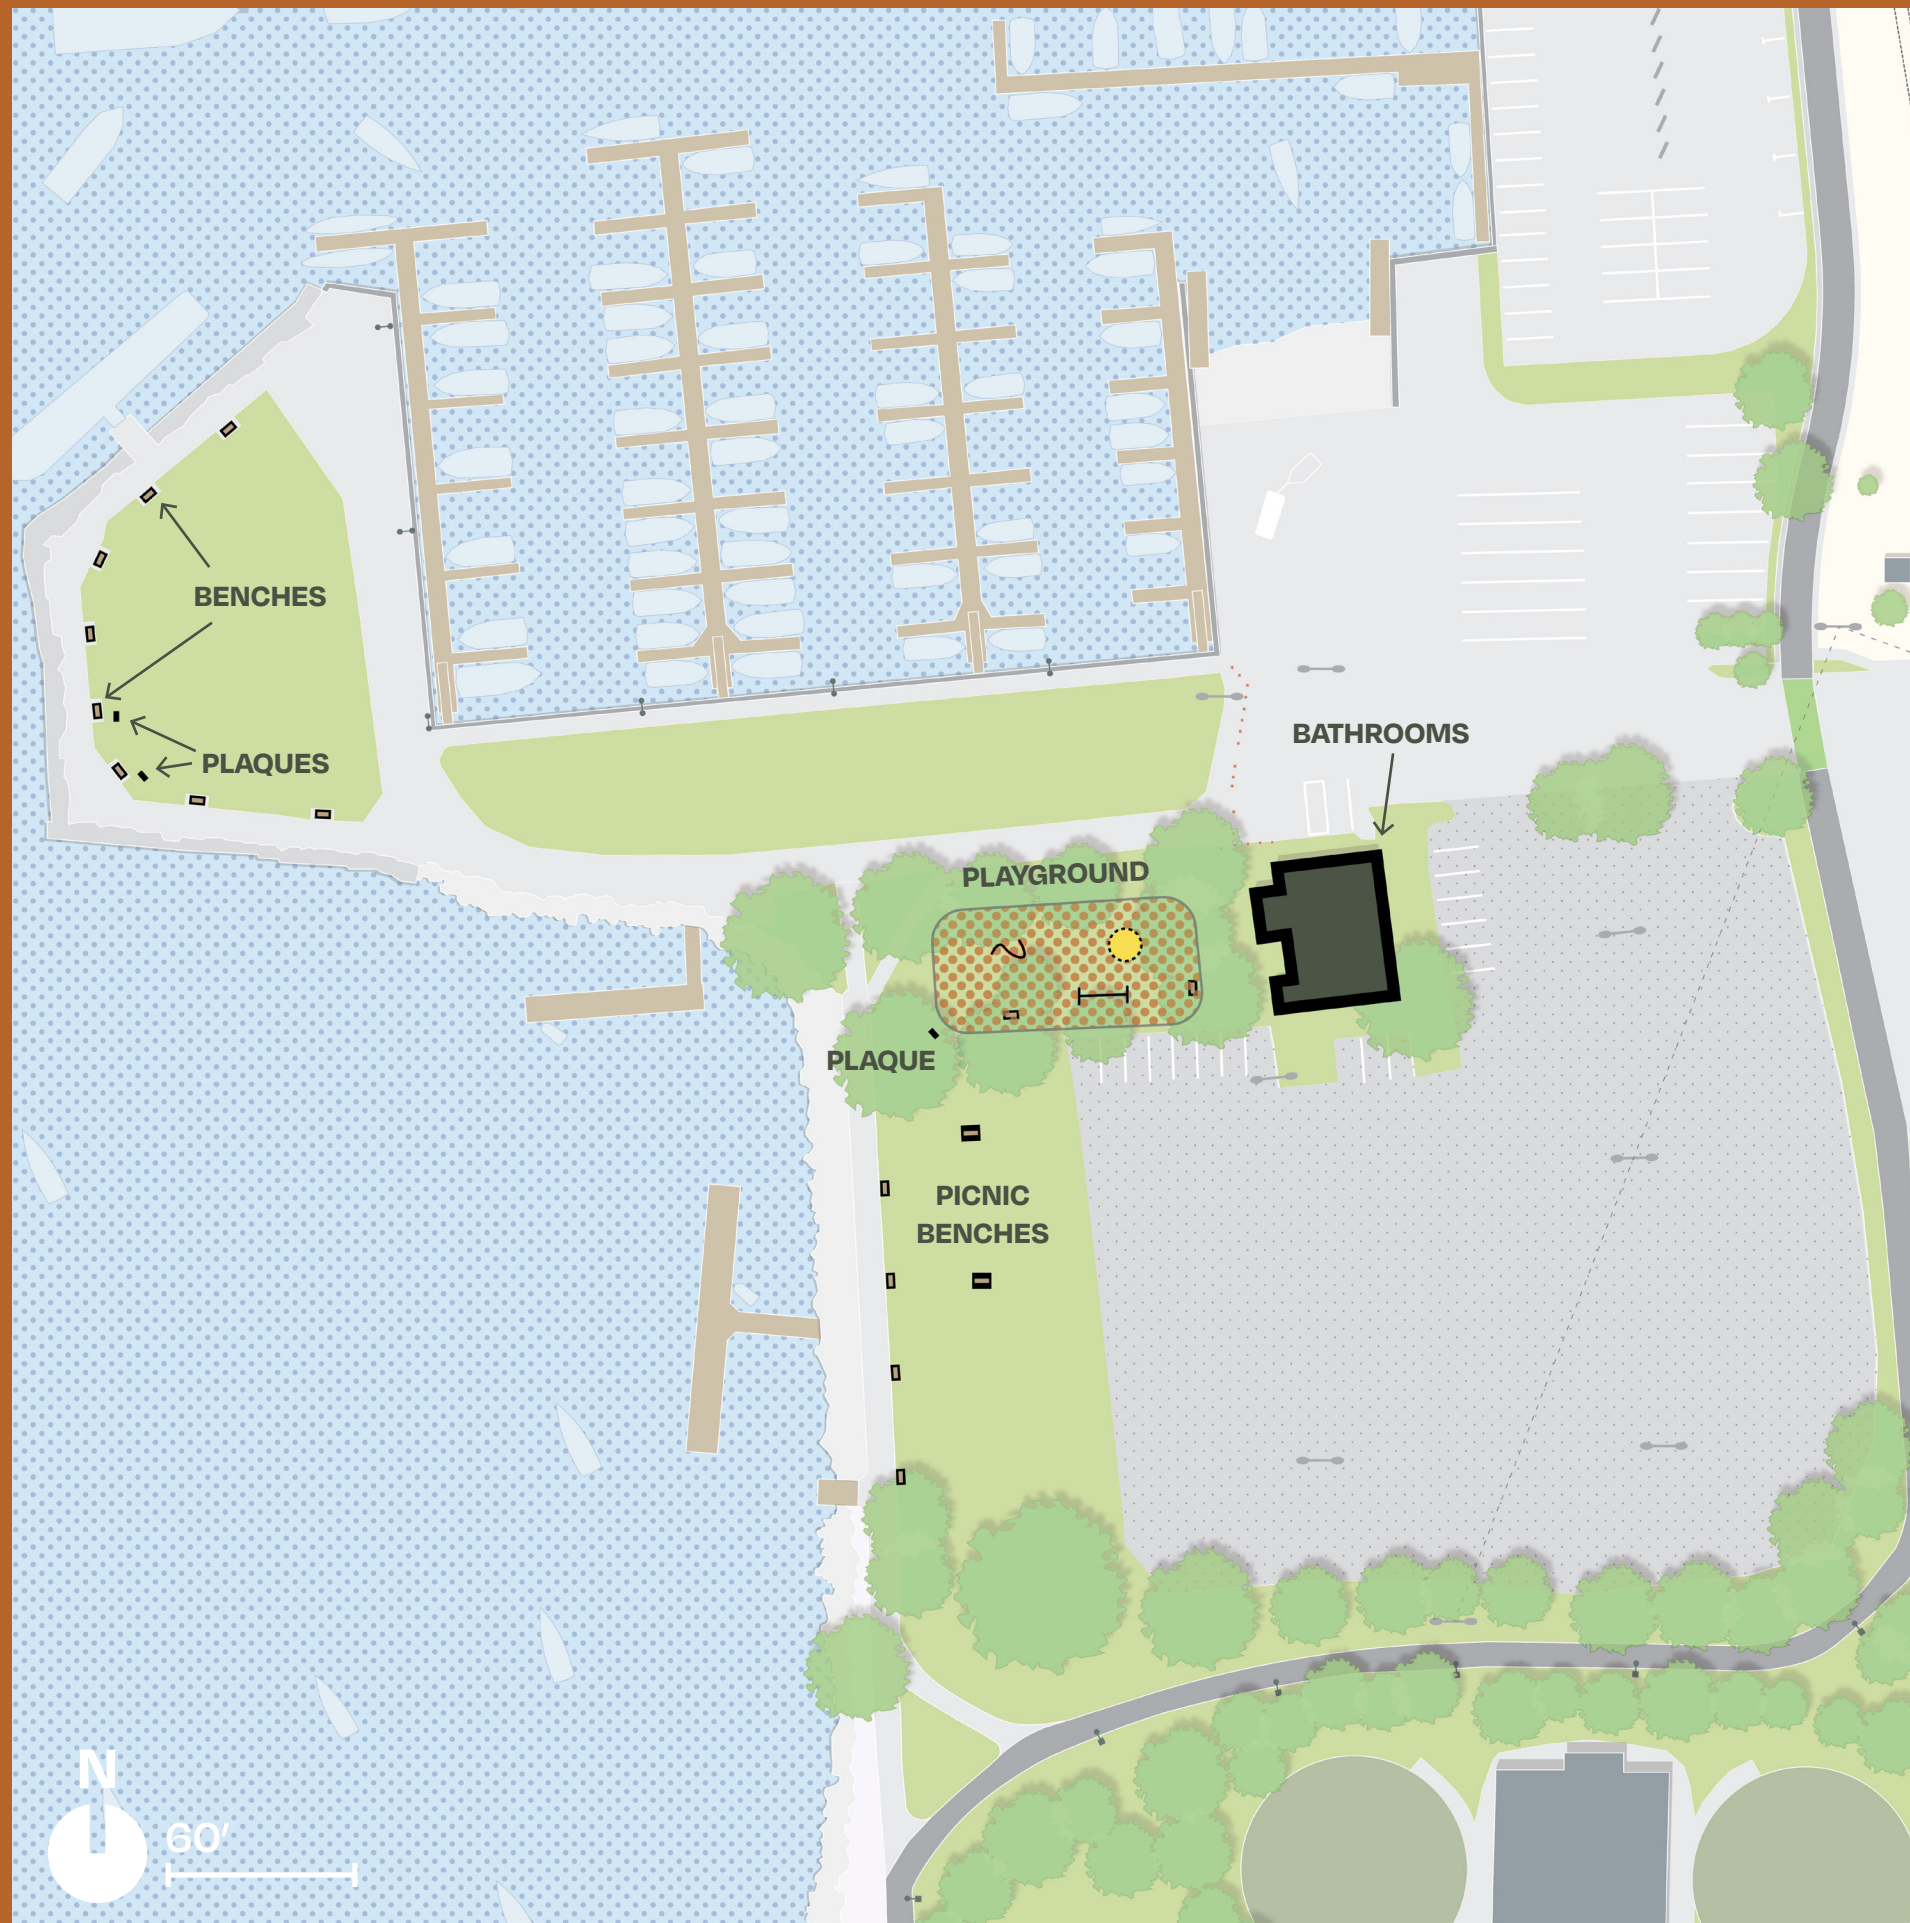 BENCHES
PLAQUES
BATHROOMS
PLAYGROUND
PLAQUE
PICNIC
BENCHES
N
60'